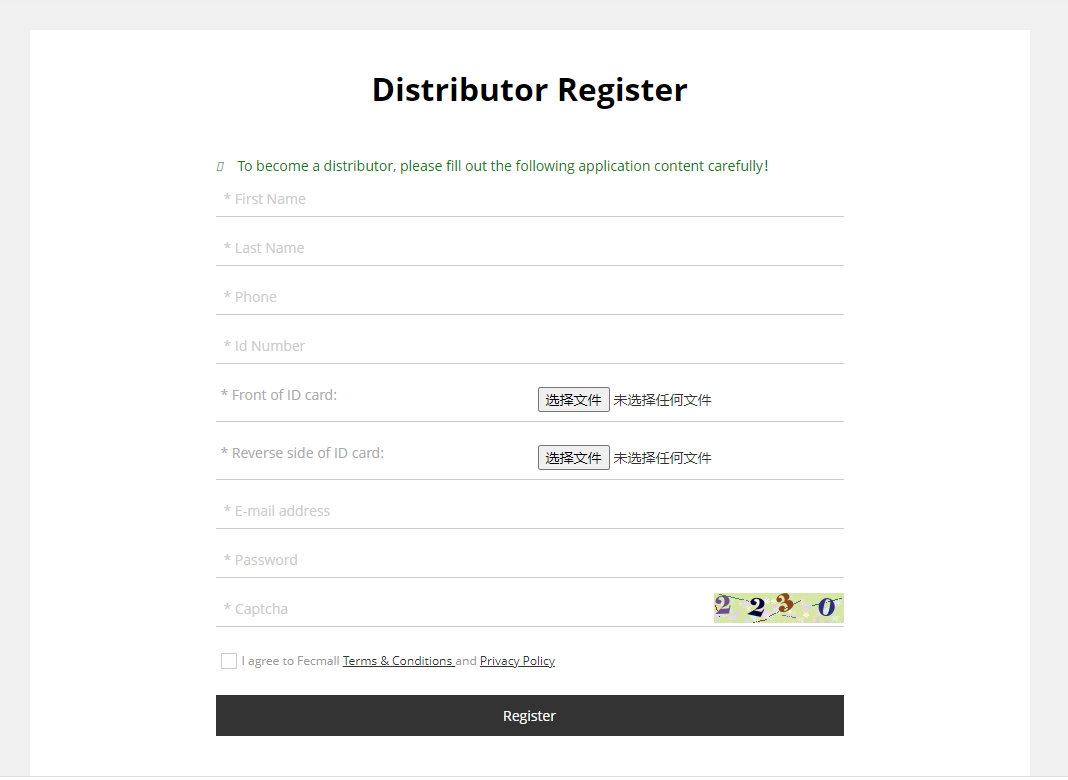 Distributor Register
To become a distributor, please fill out the following application content carefully！
* First Name
* Last Name
* Phone
* Id Number
* Front of ID card: 选择文件 未选择任何文件
* Reverse side of ID card: 选择文件 未选择任何文件
* E-mail address
* Password
* Captcha 2230
I agree to Fecmall Terms & Conditions and Privacy Policy
Register